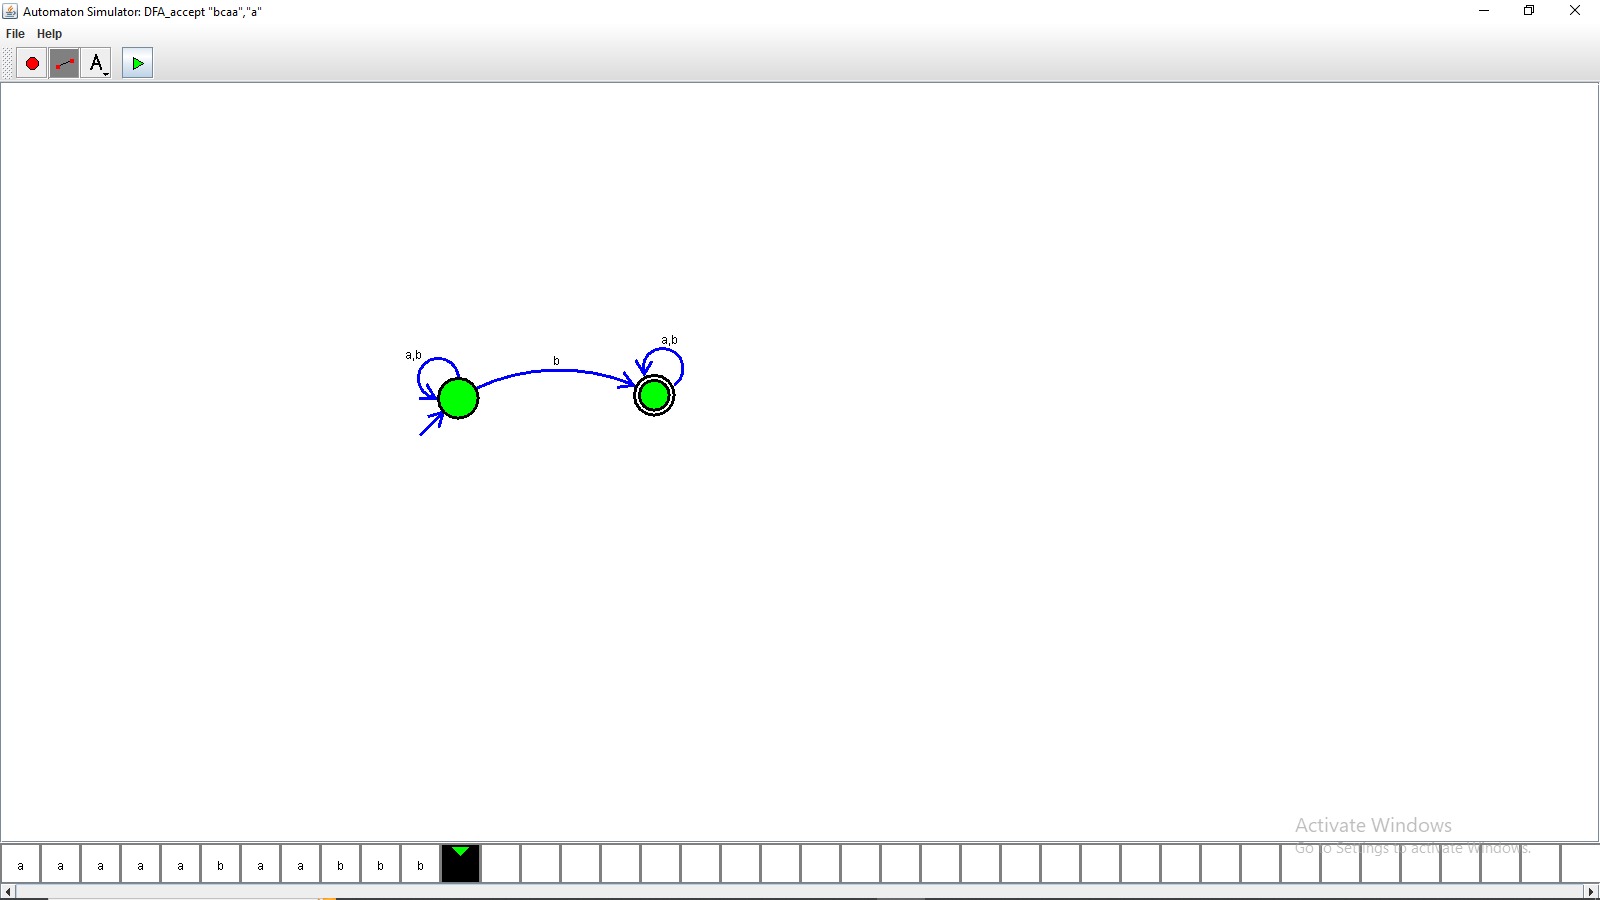 Automaton Simulator: DFA_accept "bcaa","a"
File Help
A
a,b
b
a,b
Activate Windows
Go to Settings to activate Windows.
a a a a a b a a b b b